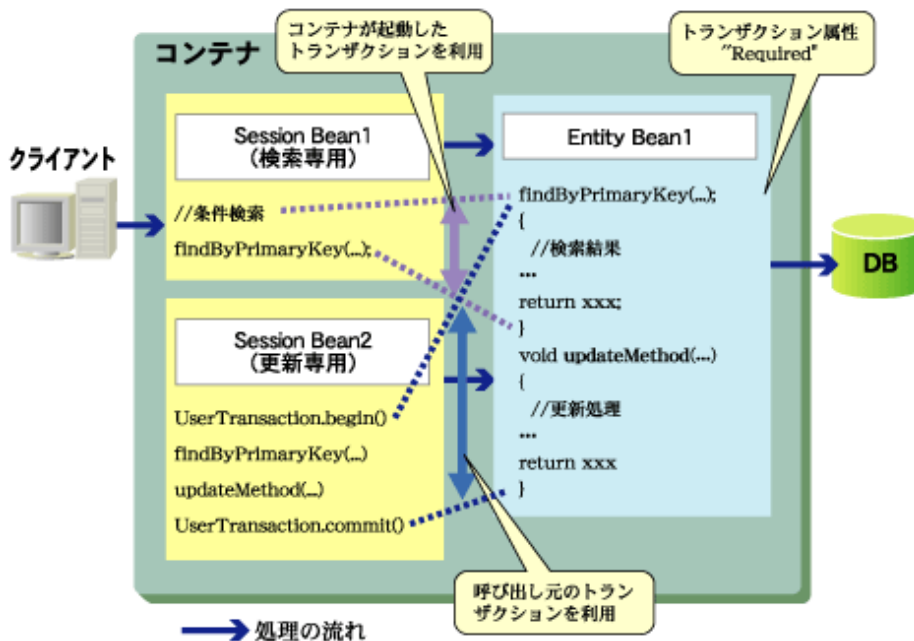 コンテナが起動した
トランザクションを利用
トランザクション属性
"Required"
コンテナ
クライアント
Session Bean1
(検索専用)
//条件検索
findByPrimaryKey(...);
Entity Bean1
findByPrimaryKey(...);
{
//検索結果
...
return xxx;
}
void updateMethod(...)
{
//更新処理
...
return xxx
}
DB
Session Bean2
(更新専用)
UserTransaction.begin()
findByPrimaryKey(...)
updateMethod(...)
UserTransaction.commit()
呼び出し元のトラン
ザクションを利用
処理の流れ